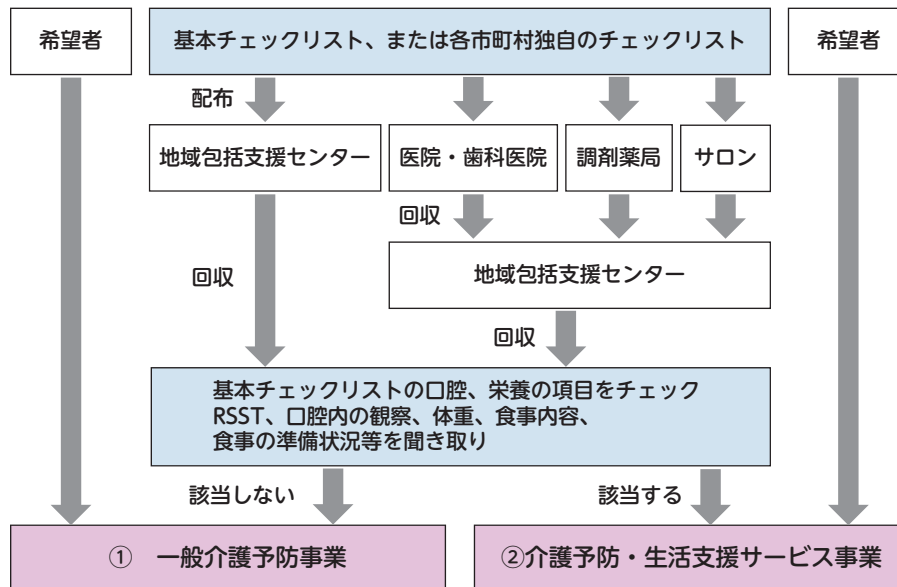 希望者
基本チェックリスト、または各市町村独自のチェックリスト
希望者
配布
地域包括支援センター
医院・歯科医院
調剤薬局
サロン
回収
回収
地域包括支援センター
回収
基本チェックリストの口腔、栄養の項目をチェック
RSST、口腔内の観察、体重、食事内容、
食事の準備状況等を聞き取り
該当しない
該当する
① 一般介護予防事業
②介護予防・生活支援サービス事業